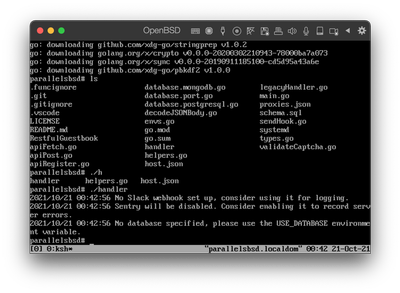 OpenBSD
go: downloading github.com/xdg-go/stringprep v1.0.2
go: downloading golang.org/x/crypto v0.0.0-20200302210943-78000ba7a073
go: downloading golang.org/x/sync v0.0.0-20190911185100-cd5d95a43a6e
go: downloading github.com/xdg-go/pbkdf2 v1.0.0
parallelsbsd# ls
.funcignore database.mongodb.go legacyHandler.go
.git database.port.go main.go
.gitignore database.postgresql.go proxies.json
.vscode decodeJSONBody.go schema.sql
LICENSE envs.go sendHook.go
README.md go.mod systemd
RestfulGuestbook go.sum types.go
apiFetch.go handler validateCaptcha.go
apiPost.go helpers.go
apiRegister.go host.json
parallelsbsd# ./h
handler helpers.go host.json
parallelsbsd# ./handler
2021/10/21 00:42:56 No Slack webhook set up, consider using it for logging.
2021/10/21 00:42:56 Sentry will be disabled. Consider enabling it to record serv
er errors.
2021/10/21 00:42:56 No database specified, please use the USE_DATABASE environme
nt variable.
parallelsbsd#
[0] 0:ksh* "parallelsbsd.localdom" 00:42 21-Oct-21